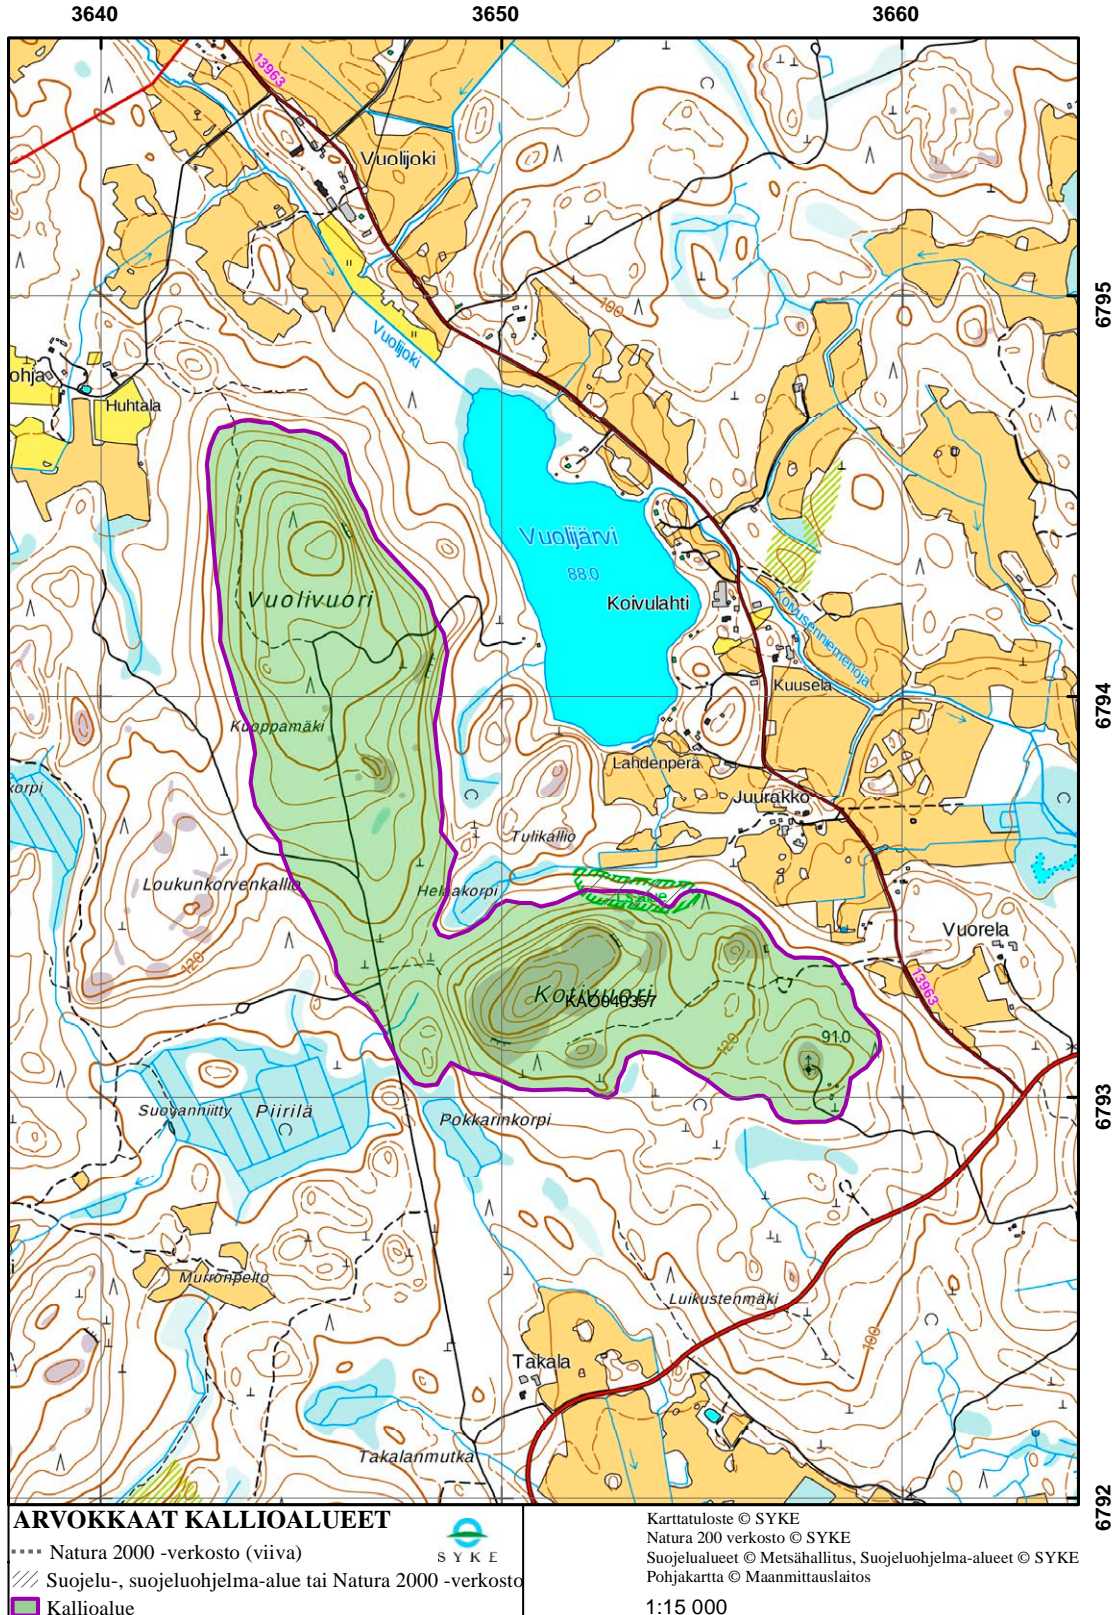 3640
3650
3660
13963
Vuolijoki
100
6795
Vuolijoki
ohja
Huhtala
Vuolijärvi
88.0
Koivulahti
Koivusenniemenoja
Vuolivuori
Kuusela
6794
Kuoppamäki
Lahdenperä
korpi
Juurakko
Tulikallio
Loukunkorvenkallio
Helaakorpi
Vuorela
120
Kotivuori
KAO040357
13963
91.0
120
6793
Suovanniitty
Piirilä
Pokkarinkorpi
Murronpelto
Luikustenmäki
100
Takala
Takalanmutka
6792
ARVOKKAAT KALLIOALUEET
Natura 2000 -verkosto (viiva)
Suojelu-, suojeluohjelma-alue tai Natura 2000 -verkosto
Kallioalue
SYKE
Karttatuloste © SYKE
Natura 200 verkosto © SYKE
Suojelualueet © Metsähallitus, Suojeluohjelma-alueet © SYKE
Pohjakartta © Maanmittauslaitos
1:15 000